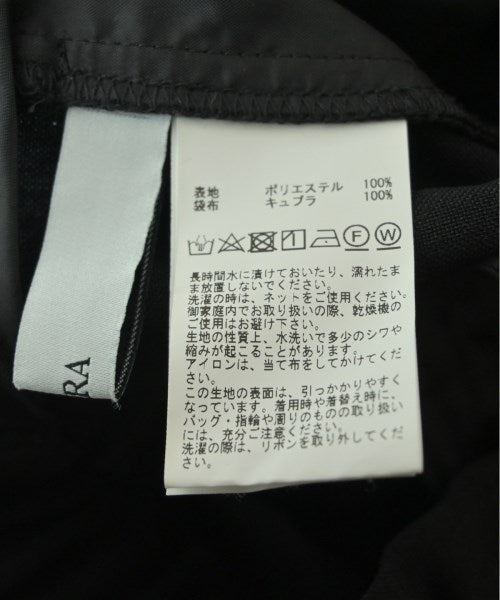 表地 ポリエステル 100%
袋布 キュプラ 100%
F W
長時間水に漬けておいたり、濡れたま
ま放置しないでください。
洗濯の時は、ネットをご使用ください。
御家庭内でお取り扱いの際、乾燥機の
ご使用はお避け下さい。
生地の性質上、水洗いで多少のシワや
縮みが起こることがあります。
アイロンは、当て布をしてかけてくだ
さい。
この生地の表面は、引っかかりやすく
なっています。着用時や着替え時に、
バッグ・指輪や周りのものの取り扱い
には、充分ご注意ください。
洗濯の際は、リボンを取り外してくだ
さい。
RA